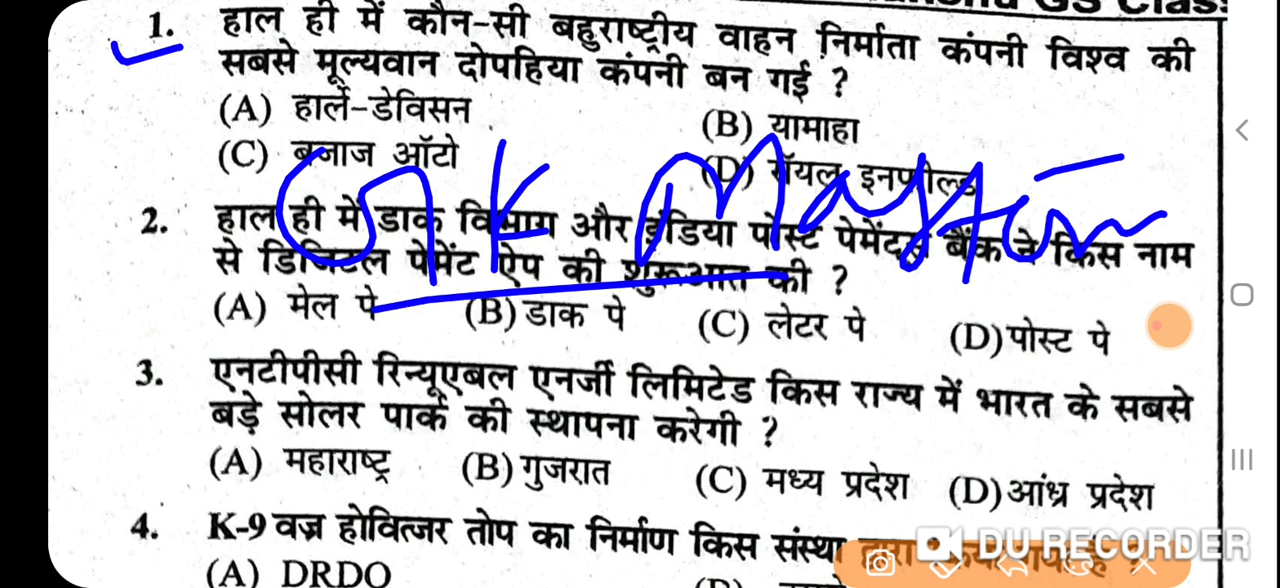 GS Class
1. हाल ही में कौन-सी बहुराष्ट्रीय वाहन निर्माता कंपनी विश्व की
सबसे मूल्यवान दोपहिया कंपनी बन गई ?
(A) हार्ले-डेविसन (B) यामाहा
(C) बजाज ऑटो (D) रॉयल इनफील्ड
2. हाल ही में डाक विभाग और इंडिया पोस्ट पेमेंट्स बैंक ने किस नाम
से डिजिटल पेमेंट ऐप की शुरूआत की ?
(A) मेल पे (B) डाक पे (C) लेटर पे (D) पोस्ट पे
3. एनटीपीसी रिन्यूएबल एनर्जी लिमिटेड किस राज्य में भारत के सबसे
बड़े सोलर पार्क की स्थापना करेगी ?
(A) महाराष्ट्र (B) गुजरात (C) मध्य प्रदेश (D) आंध्र प्रदेश
4. K-9 वज्र होवित्जर तोप का निर्माण किस संस्था द्वारा
DU RECORDER
(A) DRDO